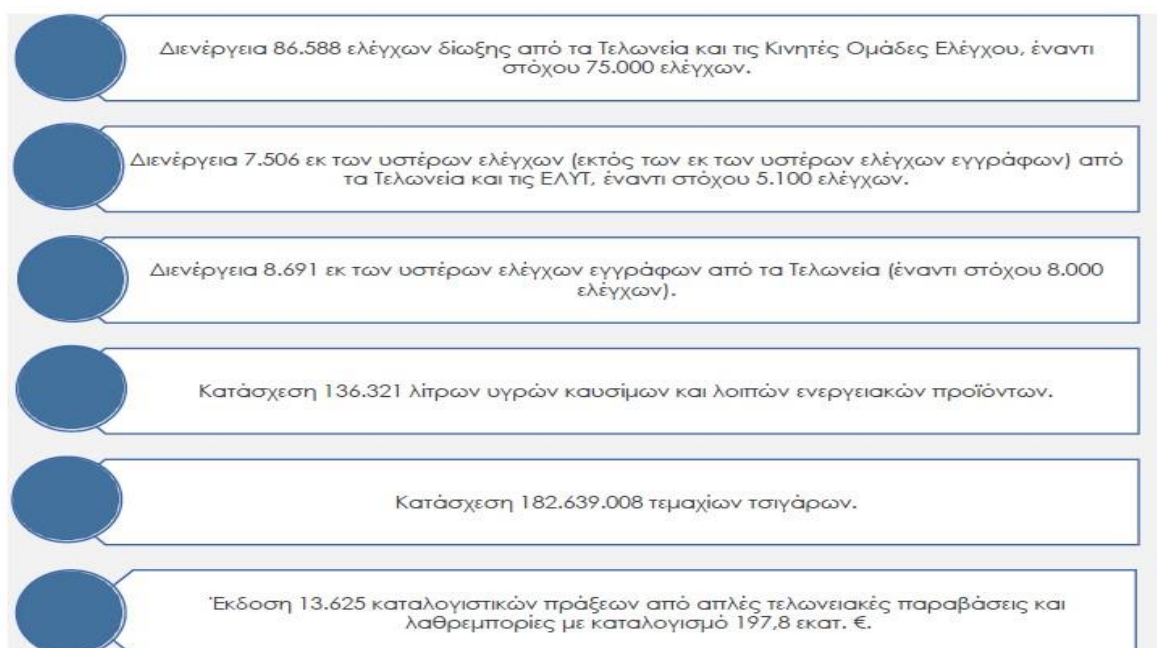 Διενέργεια 86.588 ελέγχων δίωξης από τα Τελωνεία και τις Κινητές Ομάδες Ελέγχου, έναντι
στόχου 75.000 ελέγχων.
Διενέργεια 7.506 εκ των υστέρων ελέγχων (εκτός των εκ των υστέρων ελέγχων εγγράφων) από
τα Τελωνεία και τις ΕΛΥΤ, έναντι στόχου 5.100 ελέγχων.
Διενέργεια 8.691 εκ των υστέρων ελέγχων εγγράφων από τα Τελωνεία (έναντι στόχου 8.000
ελέγχων).
Κατάσχεση 136.321 λίτρων υγρών καυσίμων και λοιπών ενεργειακών προϊόντων.
Κατάσχεση 182.639.008 τεμαχίων τσιγάρων.
Έκδοση 13.625 καταλογιστικών πράξεων από απλές τελωνειακές παραβάσεις και
λαθρεμπορίες με καταλογισμό 197,8 εκατ. €.